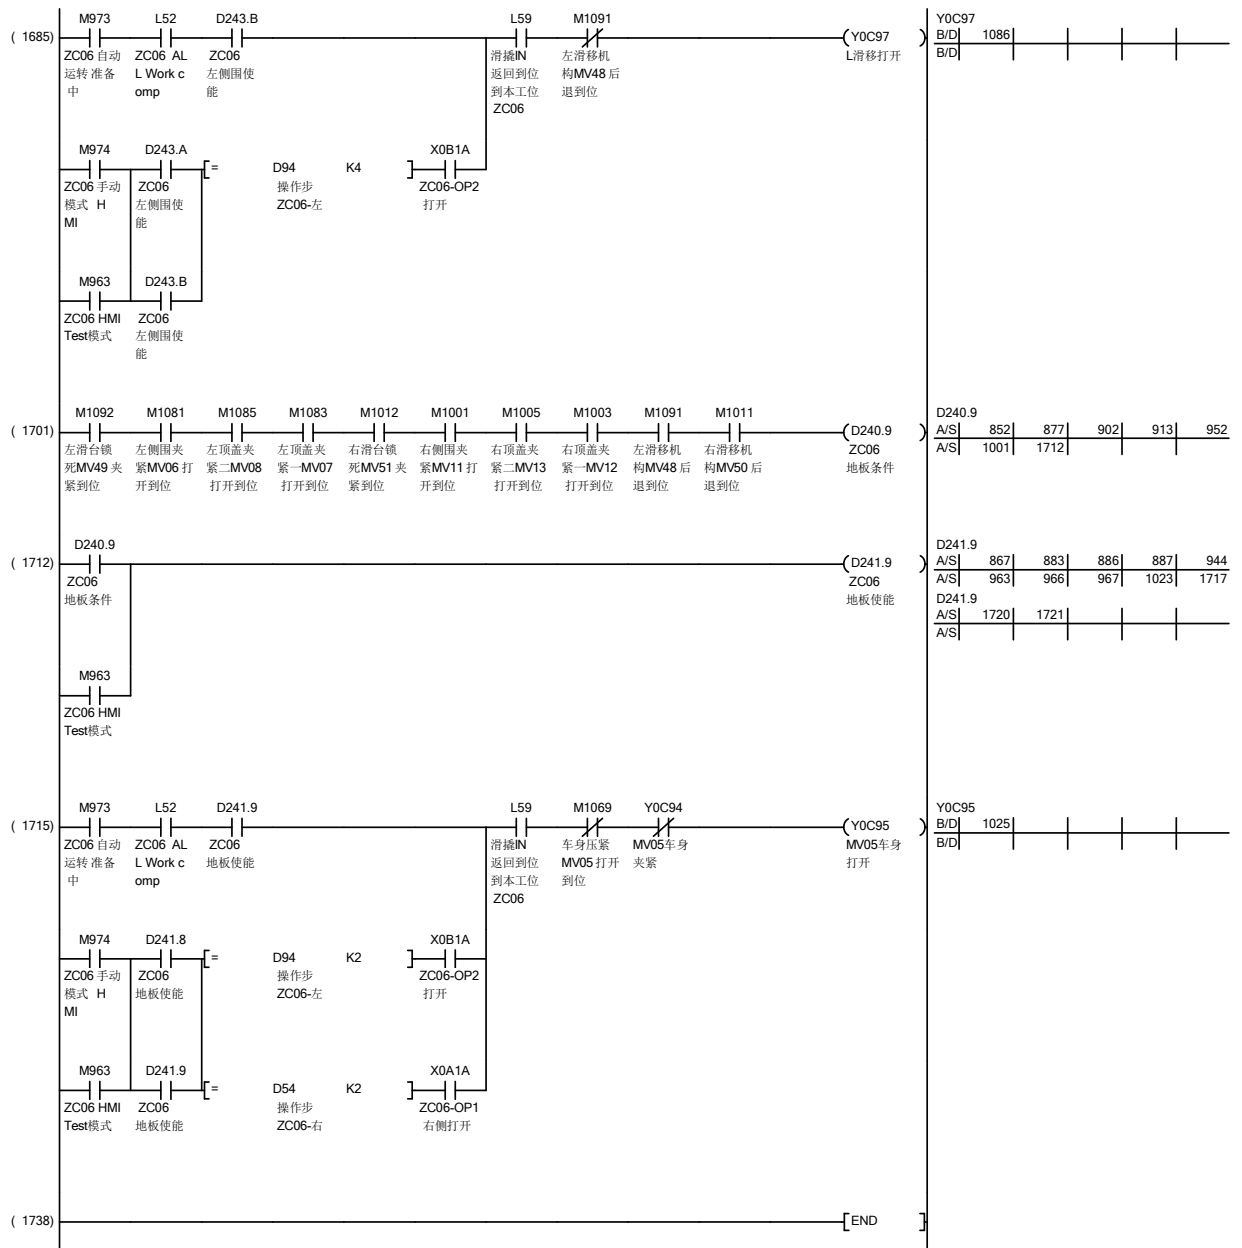 M973 L52 D243.B L59 M1091 Y0C97
( 1685) Y0C97 B/D 1086
ZC06 自动 ZC06 AL ZC06 滑撬IN 左滑移机 L滑移打开 B/D
运转 准备 L Work c 左侧围使 返回到位 构MV48 后
中 omp 能 到本工位 退到位
ZC06
M974 D243.A X0B1A
= D94 K4
ZC06 手动 ZC06 操作步 ZC06-OP2
模式 H 左侧围使 ZC06-左 打开
MI 能
M963 D243.B
ZC06 HMI ZC06
Test模式 左侧围使
能
M1092 M1081 M1085 M1083 M1012 M1001 M1005 M1003 M1091 M1011 D240.9
( 1701) D240.9 A/S 852 877 902 913 952
左滑台锁 左侧围夹 左顶盖夹 左顶盖夹 右滑台锁 右侧围夹 右顶盖夹 右顶盖夹 左滑移机 右滑移机 ZC06 A/S 1001 1712
死MV49 夹 紧MV06 打 紧二MV08 紧一MV07 死MV51 夹 紧MV11 打 紧二MV13 紧一MV12 构MV48 后 构MV50 后 地板条件
紧到位 开到位 打开到位 打开到位 紧到位 开到位 打开到位 打开到位 退到位 退到位
D240.9 D241.9
( 1712) D241.9 A/S 867 883 886 887 944
ZC06 ZC06 A/S 963 966 967 1023 1717
地板条件 地板使能 D241.9
A/S 1720 1721
A/S
M963
ZC06 HMI
Test模式
M973 L52 D241.9 L59 M1069 Y0C94 Y0C95
( 1715) Y0C95 B/D 1025
ZC06 自动 ZC06 AL ZC06 滑撬IN 车身压紧 MV05车身 MV05车身 B/D
运转 准备 L Work c 地板使能 返回到位 MV05 打开 夹紧 打开
中 omp 到本工位 到位
ZC06
M974 D241.8 X0B1A
= D94 K2
ZC06 手动 ZC06 操作步 ZC06-OP2
模式 H 地板使能 ZC06-左 打开
MI
M963 D241.9 X0A1A
= D54 K2
ZC06 HMI ZC06 操作步 ZC06-OP1
Test模式 地板使能 ZC06-右 右侧打开
( 1738) END